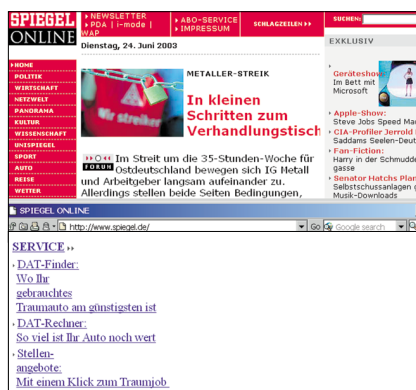 SPIEGEL
ONLINE
NEWSLETTER
PDA | i-mode |
WAP
ABO-SERVICE
IMPRESSUM
SCHLAGZEILEN
SUCHEN:
Dienstag, 24. Juni 2003
EXKLUSIV
HOME
POLITIK
WIRTSCHAFT
NETZWELT
PANORAMA
KULTUR
WISSENSCHAFT
UNISPIEGEL
SPORT
AUTO
REISE
WETTER
METALLER-STREIK
Wir streiken
In kleinen
Schritten zum
Verhandlungstisch
FORUM
Im Streit um die 35-Stunden-Woche für
Ostdeutschland bewegen sich IG Metall
und Arbeitgeber langsam aufeinander zu.
Allerdings stellen beide Seiten Bedingungen,
Geräteshow
Im Bett mit
Microsoft
Apple-Show:
Steve Jobs Speed Ma
CIA-Profiler Jerrold
Saddams Seelen-Deut
Fan-Fiction:
Harry in der Schmudde
gasse
Senator Hatchs Plan
Selbstschussanlagen g
Musik-Downloads
SPIEGEL ONLINE
http://www.spiegel.de/
Go
Google search
SERVICE
DAT-Finder:
Wo Ihr
gebrauchtes
Traumauto am günstigsten ist
DAT-Rechner:
So viel ist Ihr Auto noch wert
Stellen-
angebote:
Mit einem Klick zum Traumjob